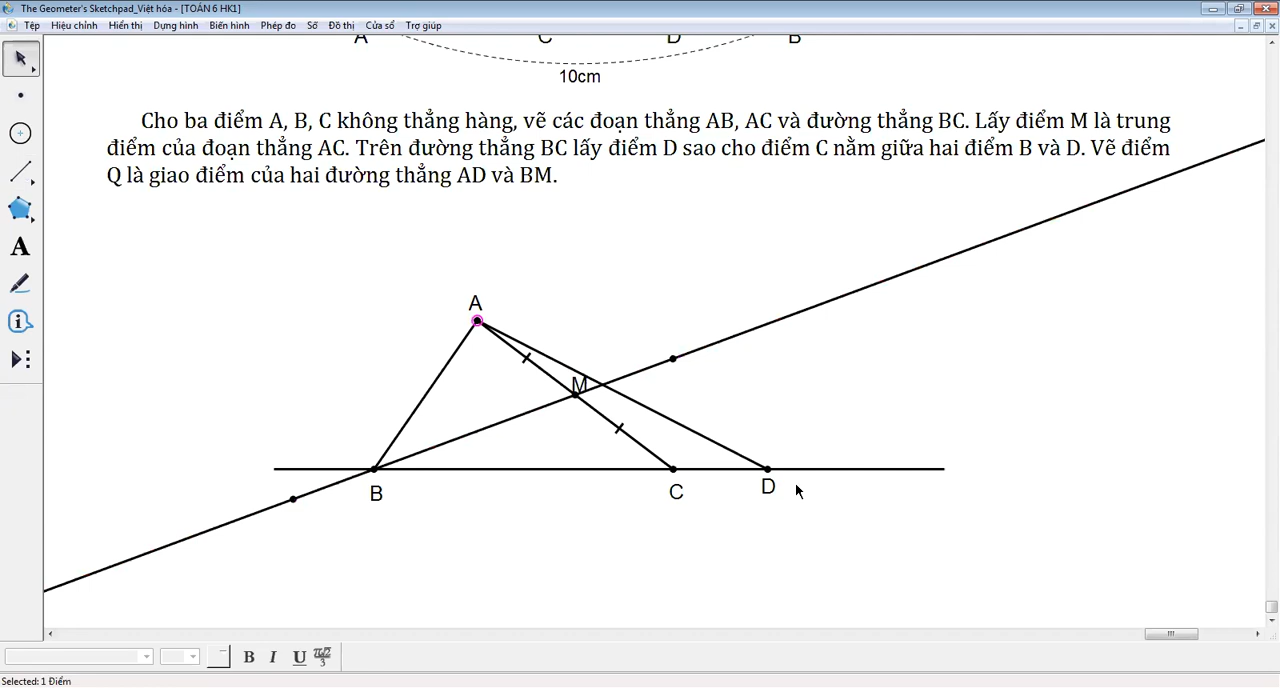 The Geometer's Sketchpad_Việt hóa - [TOÁN 6 HK1]
Tệp Hiệu chỉnh Hiển thị Dựng hình Biến hình Phép đo Số Đồ thị Cửa sổ Trợ giúp
A C D B
10cm
Cho ba điểm A, B, C không thẳng hàng, vẽ các đoạn thẳng AB, AC và đường thẳng BC. Lấy điểm M là trung
điểm của đoạn thẳng AC. Trên đường thẳng BC lấy điểm D sao cho điểm C nằm giữa hai điểm B và D. Vẽ điểm
Q là giao điểm của hai đường thẳng AD và BM.
A
A
M
B C D
B I U
Selected: 1 Điểm